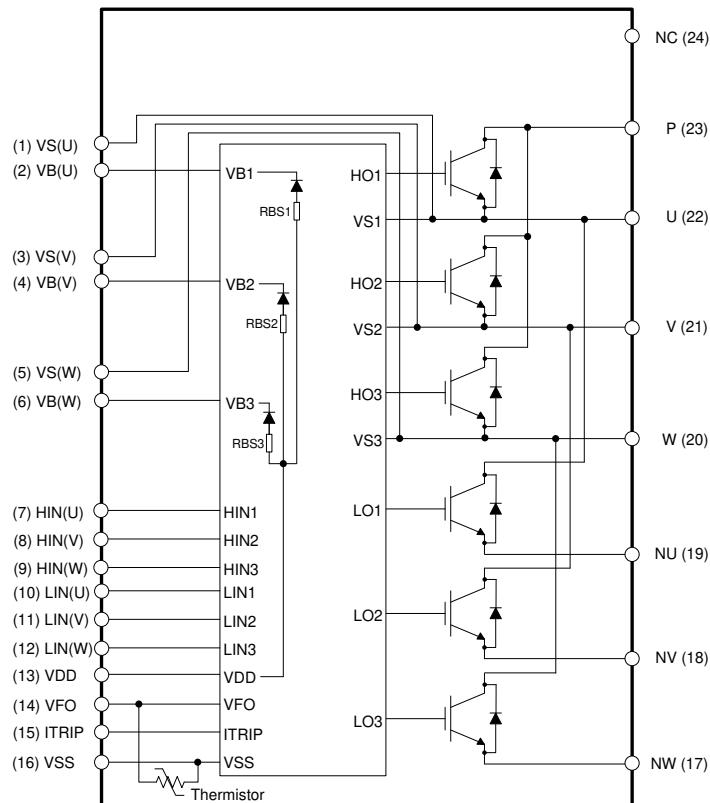 NC (24)
P (23)
(1) VS(U)
(2) VB(U)
VB1
HO1
RBS1
VS1
U (22)
(3) VS(V)
(4) VB(V)
VB2
HO2
RBS2
VS2
V (21)
(5) VS(W)
(6) VB(W)
VB3
HO3
RBS3
VS3
W (20)
(7) HIN(U)
HIN1
LO1
(8) HIN(V)
HIN2
(9) HIN(W)
HIN3
NU (19)
(10) LIN(U)
LIN1
(11) LIN(V)
LIN2
LO2
(12) LIN(W)
LIN3
NV (18)
(13) VDD
VDD
(14) VFO
VFO
LO3
(15) ITRIP
ITRIP
(16) VSS
VSS
NW (17)
Thermistor